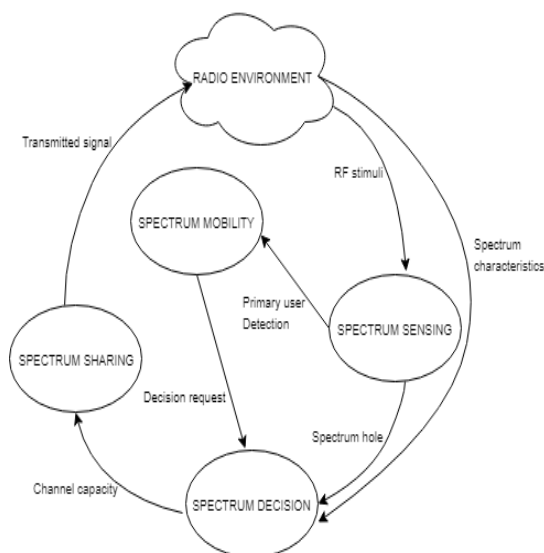 RADIO ENVIRONMENT
Transmitted signal
RF stimuli
SPECTRUM MOBILITY
Spectrum
characteristics
Primary user
Detection
SPECTRUM SENSING
SPECTRUM SHARING
Decision request
Spectrum hole
Channel capacity
SPECTRUM DECISION